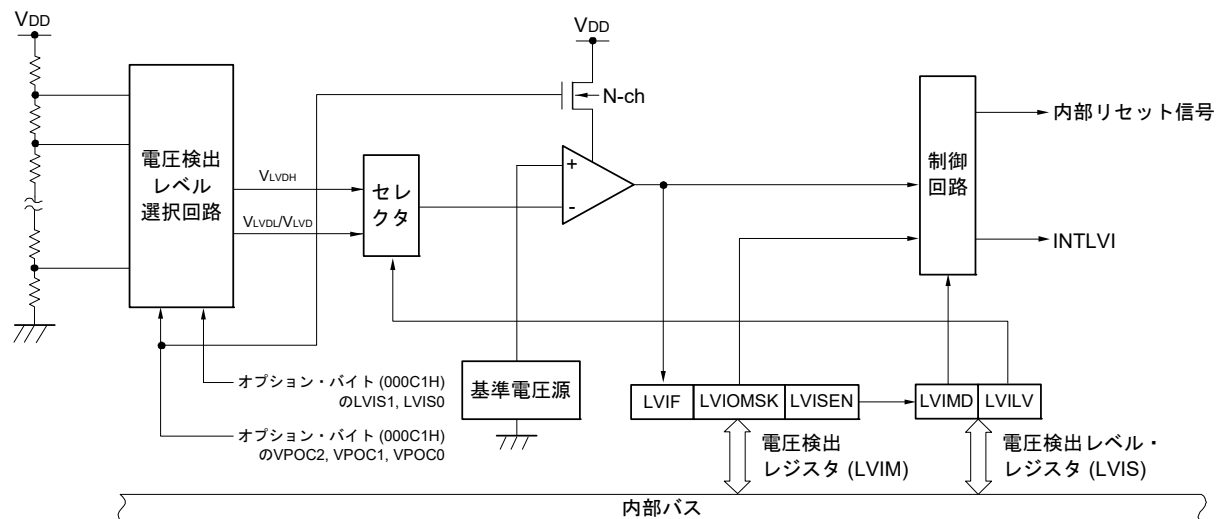 VDD
VDD
N-ch
電圧検出
レベル
選択回路
VLVDH
VLVDL/VLVD
セレ
クタ
+
-
制御
回路
内部リセット信号
INTLVI
オプション・バイト (000C1H)
のLVIS1, LVIS0
オプション・バイト (000C1H)
のVPOC2, VPOC1, VPOC0
基準電圧源
LVIF
LVIOMSK
LVISEN
LVIMD
LVILV
電圧検出
レジスタ (LVIM)
電圧検出レベル・
レジスタ (LVIS)
内部バス